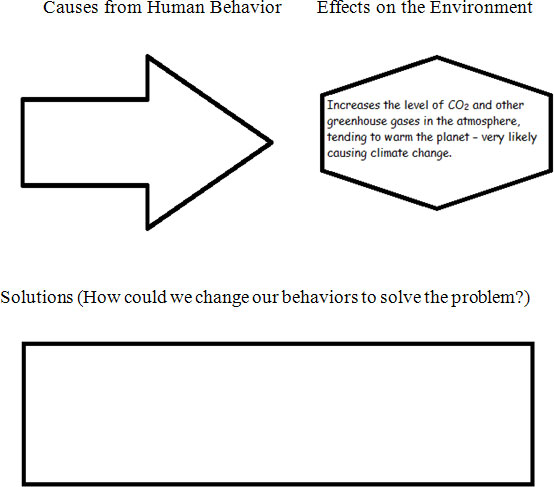 Causes from Human Behavior
Effects on the Environment
Increases the level of CO₂ and other
greenhouse gases in the atmosphere,
tending to warm the planet – very likely
causing climate change.
Solutions (How could we change our behaviors to solve the problem?)